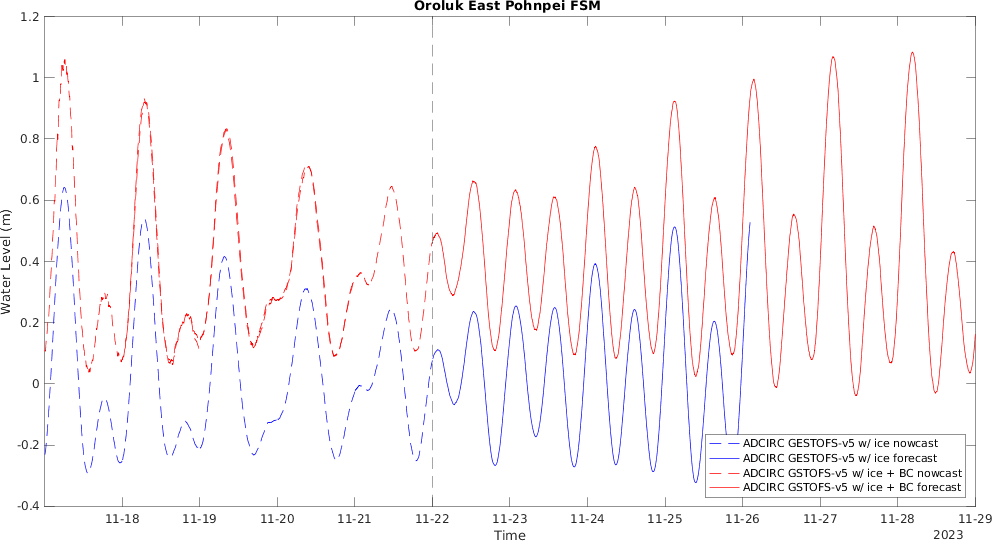 Oroluk East Pohnpei FSM
1.2
1
0.8
0.6
0.4
0.2
0
-0.2
-0.4
Water Level (m)
11-18 11-19 11-20 11-21 11-22 11-23 11-24 11-25 11-26 11-27 11-28 11-29
Time
2023
ADCIRC GESTOFS-v5 w/ ice nowcast
ADCIRC GESTOFS-v5 w/ ice forecast
ADCIRC GSTOFS-v5 w/ ice + BC nowcast
ADCIRC GSTOFS-v5 w/ ice + BC forecast